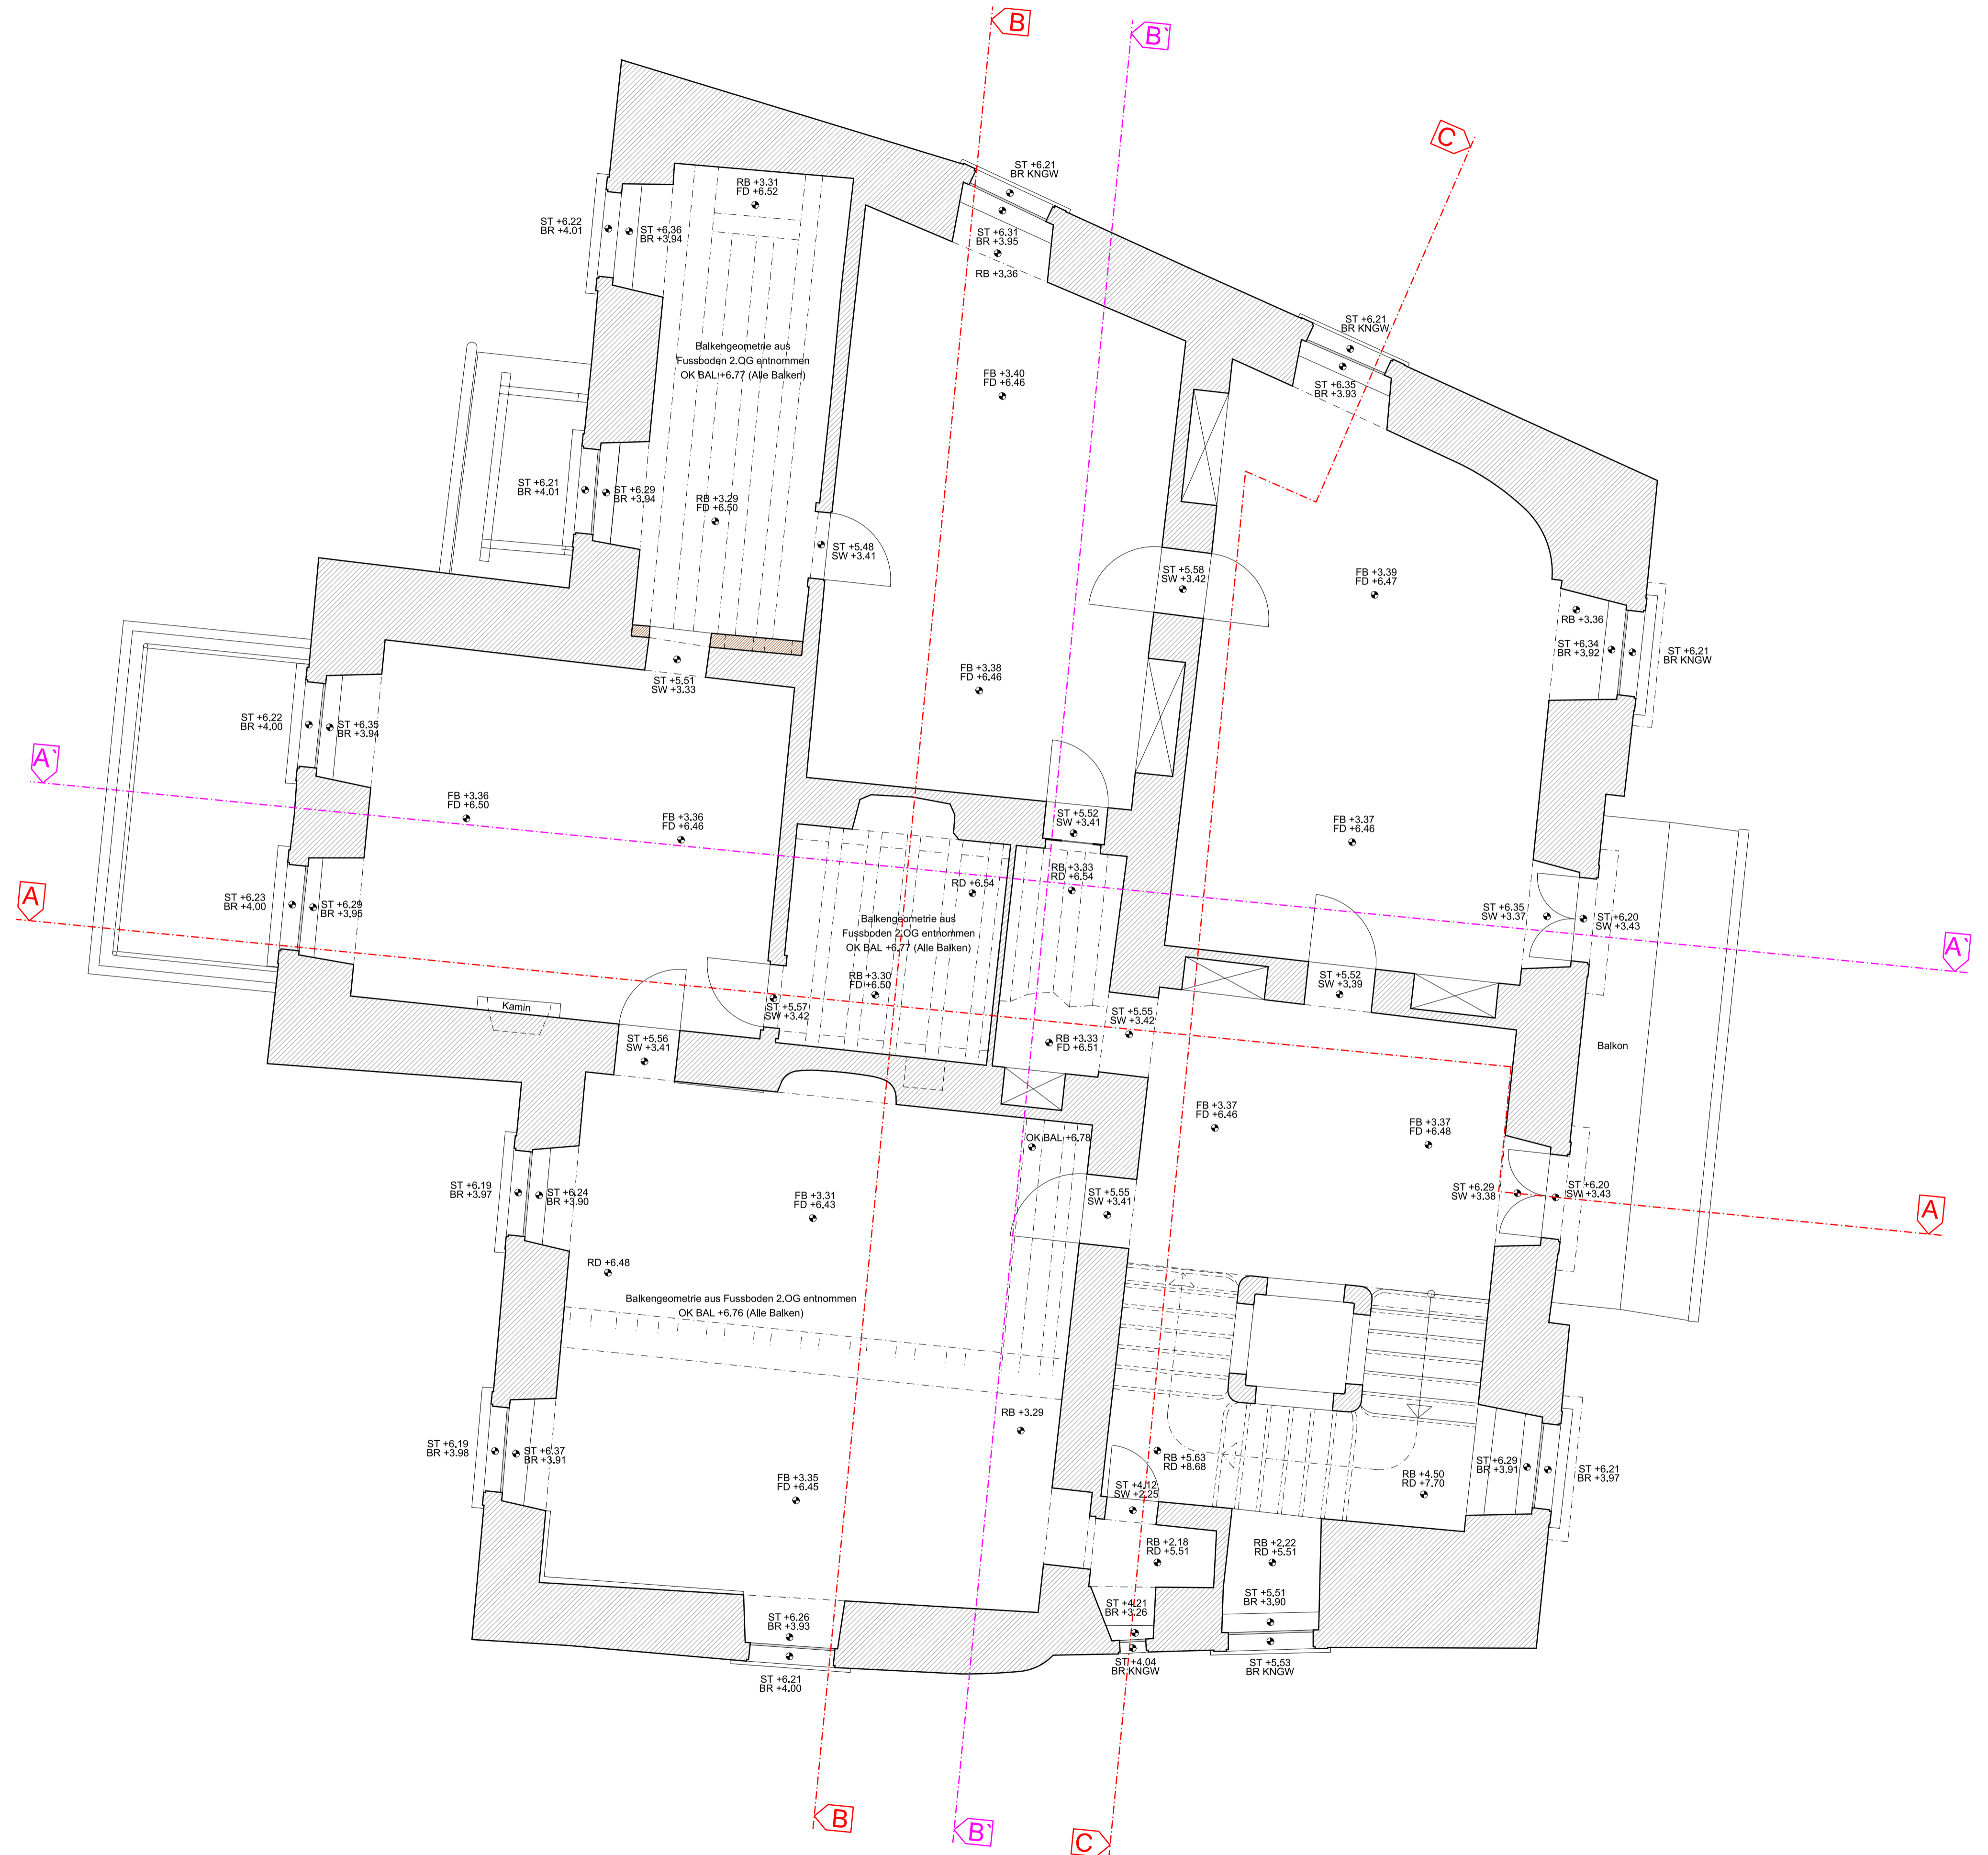 B
B`
C
ST +6.21
BR KNGW
RB +3.31
FD +6.52
ST +6.22
BR +4.01
ST +6.36
BR +3.94
ST +6.31
BR +3.95
RB +3.36
ST +6.21
BR KNGW
Balkengeometrie aus
Fussboden 2.OG entnommen
OK BAL +6.77 (Alle Balken)
FB +3.40
FD +6.46
ST +6.35
BR +3.93
ST +6.21
BR +4.01
ST +6.29
BR +3.94
RB +3.29
FD +6.50
ST +5.48
SW +3.41
ST +5.58
SW +3.42
FB +3.39
FD +6.47
RB +3.36
ST +6.34
BR +3.92
ST +6.21
BR KNGW
FB +3.38
FD +6.46
ST +5.51
SW +3.33
ST +6.22
BR +4.00
ST +6.35
BR +3.94
A`
FB +3.36
FD +6.50
FB +3.36
FD +6.46
ST +5.52
SW +3.41
FB +3.37
FD +6.46
RB +3.33
RD +6.54
RD +6.54
A
ST +6.23
BR +4.00
ST +6.29
BR +3.95
Balkengeometrie aus
Fussboden 2.OG entnommen
OK BAL +6.77 (Alle Balken)
ST +6.35
SW +3.37
ST +6.20
SW +3.43
A`
RB +3.30
FD +6.50
ST +5.52
SW +3.39
Kamin
ST +5.57
SW +3.42
ST +5.55
SW +3.42
ST +5.56
SW +3.41
RB +3.33
FD +6.51
Balkon
FB +3.37
FD +6.46
FB +3.37
FD +6.48
OK BAL +6.78
ST +6.19
BR +3.97
ST +6.24
BR +3.90
FB +3.31
FD +6.43
ST +5.55
SW +3.41
ST +6.29
SW +3.38
ST +6.20
SW +3.43
A
RD +6.48
Balkengeometrie aus Fussboden 2.OG entnommen
OK BAL +6.76 (Alle Balken)
RB +3.29
ST +6.19
BR +3.98
ST +6.37
BR +3.91
RB +5.63
RD +8.68
FB +3.35
FD +6.45
RB +4.50
RD +7.70
ST +6.29
BR +3.91
ST +6.21
BR +3.97
ST +4.12
SW +2.25
RB +2.18
RD +5.51
RB +2.22
RD +5.51
ST +4.21
BR +3.26
ST +5.51
BR +3.90
ST +6.26
BR +3.93
ST +4.04
BR KNGW
ST +5.53
BR KNGW
ST +6.21
BR +4.00
B
B`
C